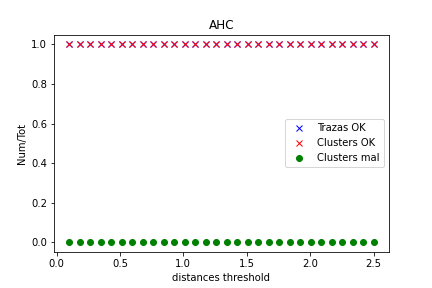 AHC
Num/Tot
1.0
0.8
0.6
0.4
0.2
0.0
Trazas OK
Clusters OK
Clusters mal
0.0 0.5 1.0 1.5 2.0 2.5
distances threshold